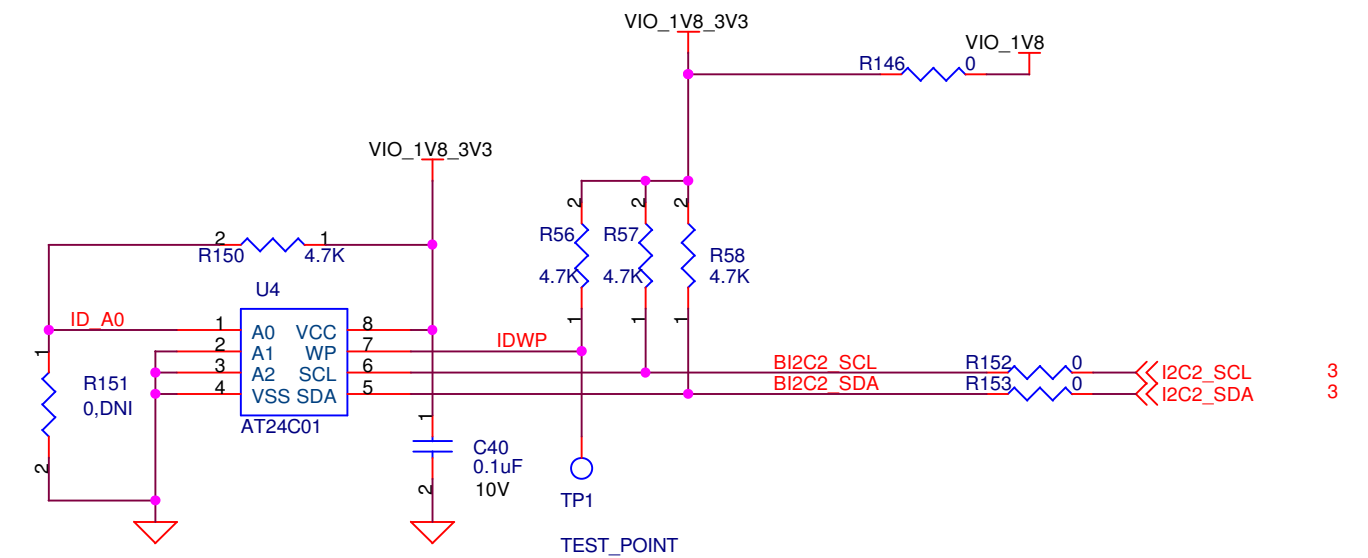 VIO_1V8_3V3
VIO_1V8
R146 0
VIO_1V8_3V3
2 1
R150 4.7K
2 2 2
R56 R57 R58
4.7K 4.7K 4.7K
1 1 1
U4
ID_A0
1 A0 VCC 8
2 A1 WP 7
3 A2 SCL 6
4 VSS SDA 5
AT24C01
IDWP
BI2C2_SCL R152 0 I2C2_SCL 3
BI2C2_SDA R153 0 I2C2_SDA 3
1
R151
0,DNI
2
1
C40
0.1uF
10V
2
TP1
TEST_POINT